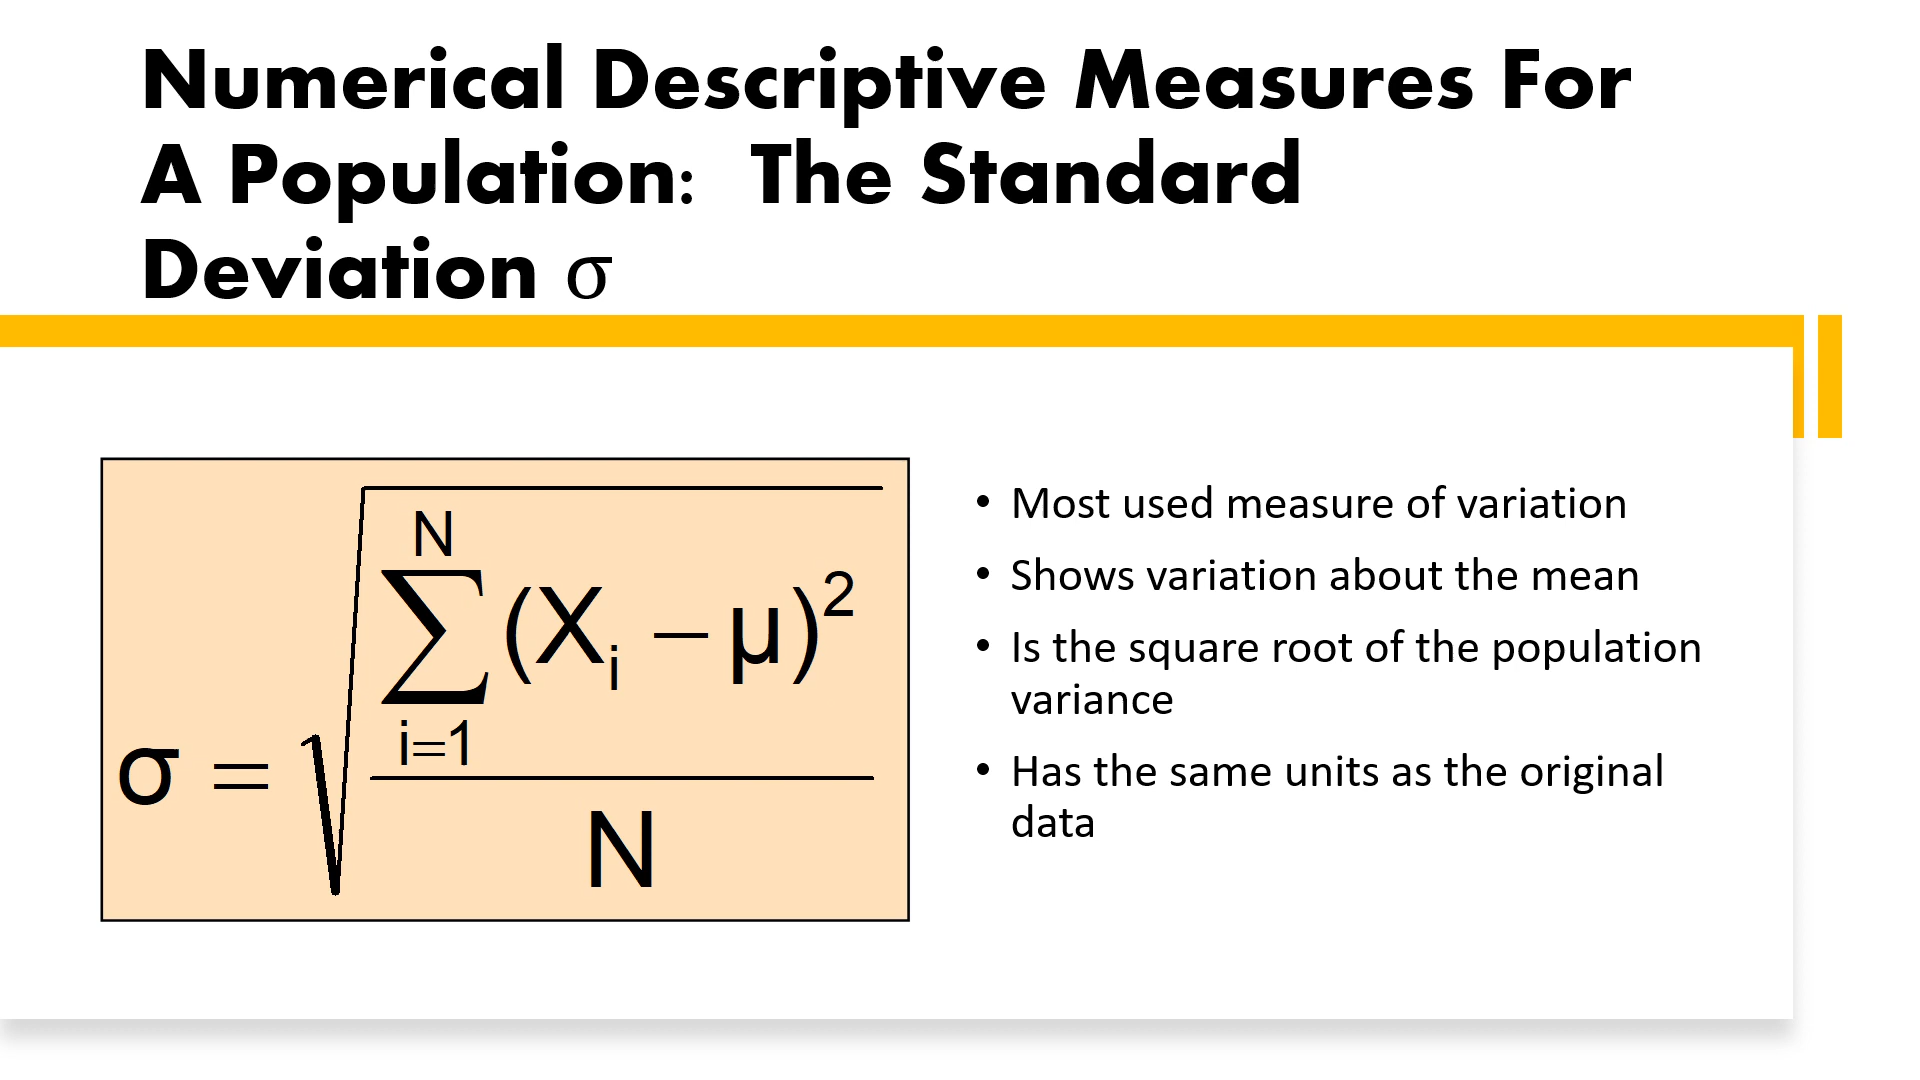 Numerical Descriptive Measures For
A Population: The Standard
Deviation σ
σ = √( ∑_{i=1}^{N} (X_i − μ)² / N )
• Most used measure of variation
• Shows variation about the mean
• Is the square root of the population
variance
• Has the same units as the original
data